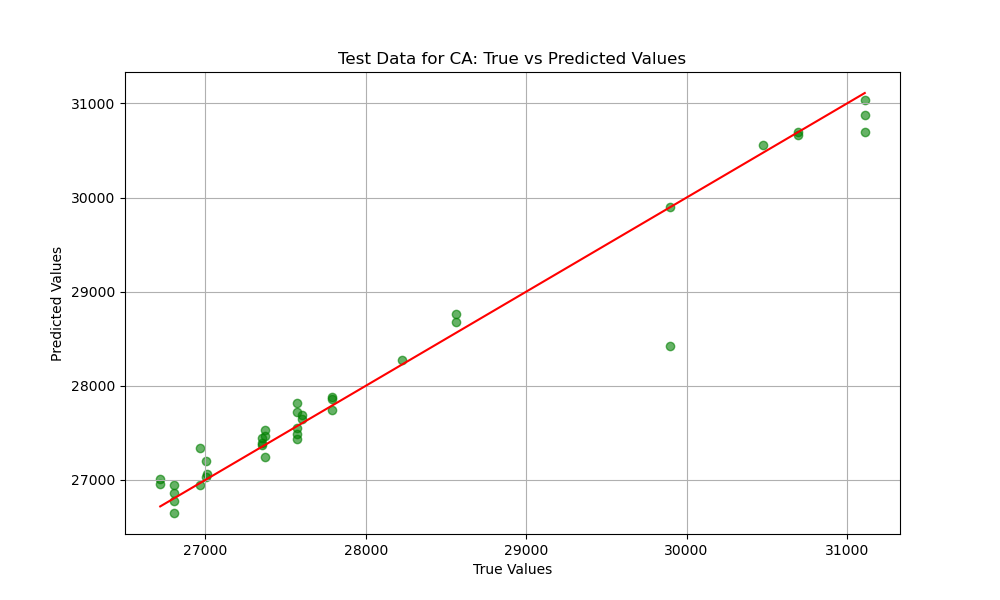 Test Data for CA: True vs Predicted Values
31000
30000
29000
28000
27000
Predicted Values
27000 28000 29000 30000 31000
True Values